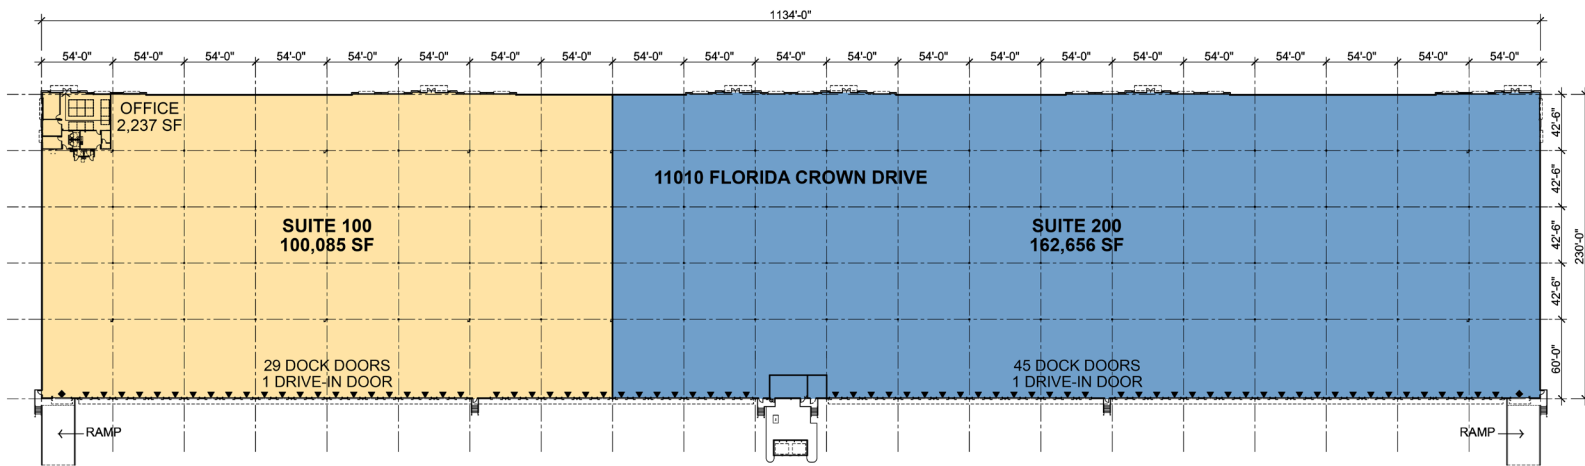 1134'-0"
54'-0" 54'-0" 54'-0" 54'-0" 54'-0" 54'-0" 54'-0" 54'-0" 54'-0" 54'-0" 54'-0" 54'-0" 54'-0" 54'-0" 54'-0" 54'-0" 54'-0" 54'-0" 54'-0" 54'-0" 54'-0"
OFFICE
2,237 SF
11010 FLORIDA CROWN DRIVE
SUITE 100
100,085 SF
SUITE 200
162,656 SF
42'-6"
42'-6"
42'-6"
42'-6"
60'-0"
230'-0"
29 DOCK DOORS
1 DRIVE-IN DOOR
45 DOCK DOORS
1 DRIVE-IN DOOR
RAMP
RAMP